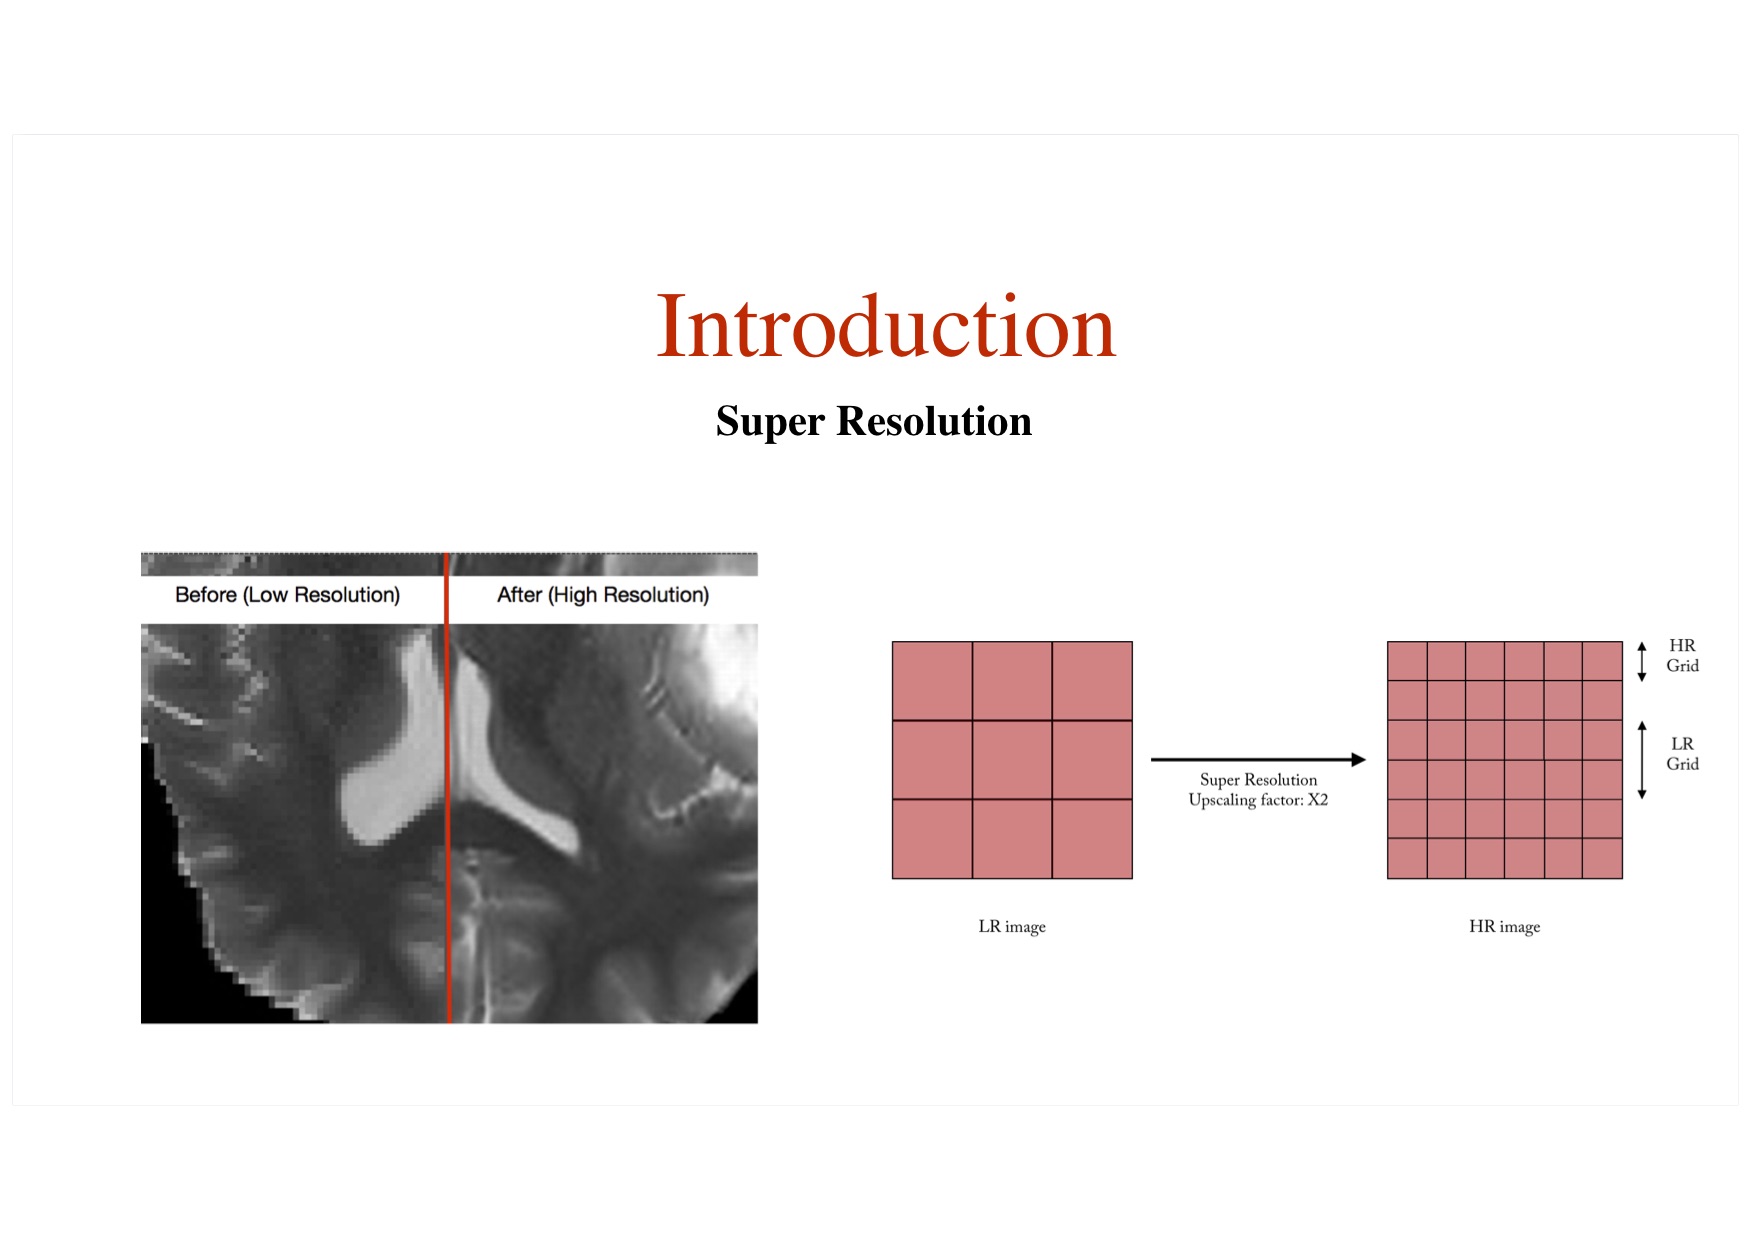 Introduction
Super Resolution
Before (Low Resolution)
After (High Resolution)
HR
Grid
LR
Grid
Super Resolution
Upscaling factor: X2
LR image
HR image